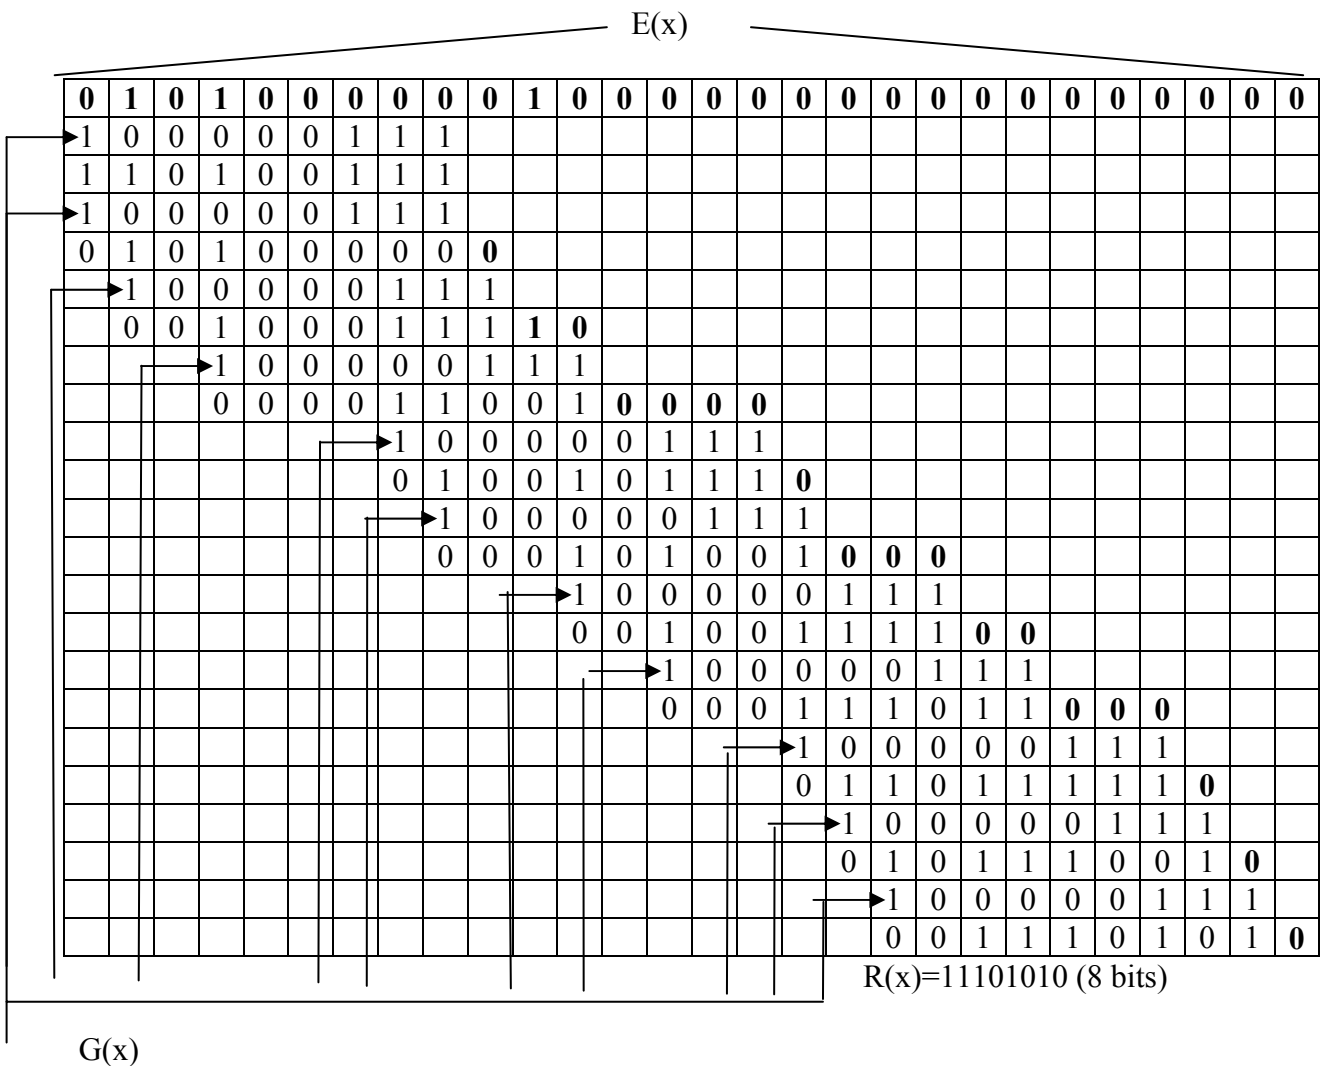 E(x)
0 1 0 1 0 0 0 0 0 0 1 0 0 0 0 0 0 0 0 0 0 0 0 0 0 0 0 0
1 0 0 0 0 0 1 1 1
1 1 0 1 0 0 1 1 1
1 0 0 0 0 0 1 1 1
0 1 0 1 0 0 0 0 0 0
1 0 0 0 0 0 1 1 1
0 0 1 0 0 0 1 1 1 1 0
1 0 0 0 0 0 1 1 1
0 0 0 0 1 1 0 0 1 0 0 0 0
1 0 0 0 0 0 1 1 1
0 1 0 0 1 0 1 1 1 0
1 0 0 0 0 0 1 1 1
0 0 0 1 0 1 0 0 1 0 0 0
1 0 0 0 0 0 1 1 1
0 0 1 0 0 1 1 1 1 0 0
1 0 0 0 0 0 1 1 1
0 0 0 1 1 1 0 1 1 0 0 0
1 0 0 0 0 0 1 1 1
0 1 1 0 1 1 1 1 1 0
1 0 0 0 0 0 1 1 1
0 1 0 1 1 1 0 0 1 0
1 0 0 0 0 0 1 1 1
0 0 1 1 1 0 1 0 1 0
R(x)=11101010 (8 bits)
G(x)